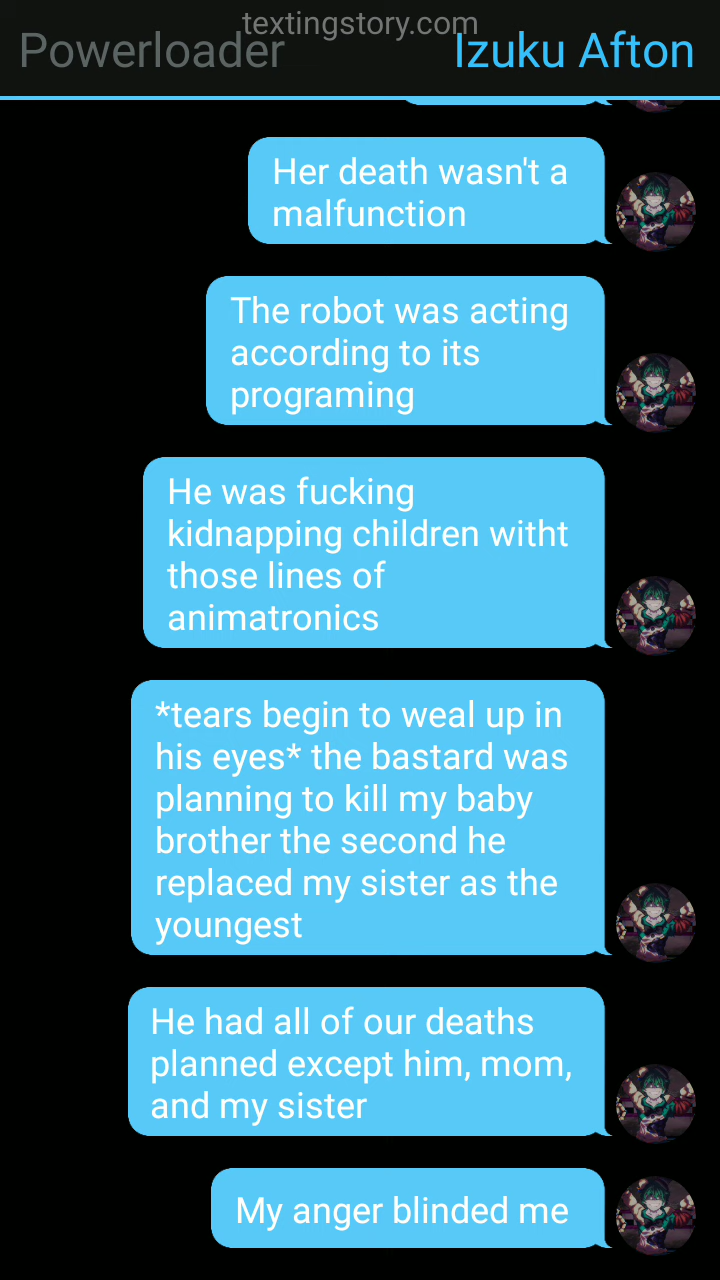 textingstory.com
Powerloader
Izuku Afton
Her death wasn't a
malfunction
The robot was acting
according to its
programing
He was fucking
kidnapping children witht
those lines of
animatronics
*tears begin to weal up in
his eyes* the bastard was
planning to kill my baby
brother the second he
replaced my sister as the
youngest
He had all of our deaths
planned except him, mom,
and my sister
My anger blinded me